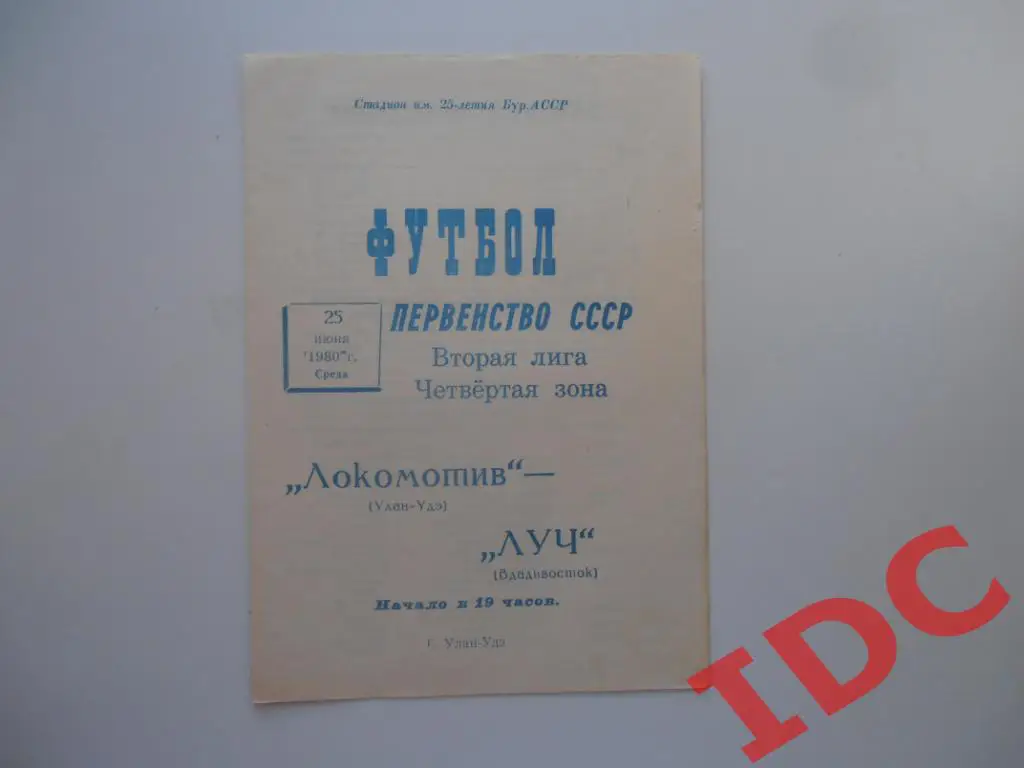 Стадион им. 25-летия Бур. АССР
ФУТБОЛ
25
июня
"1980" г.
Среда
ПЕРВЕНСТВО СССР
Вторая лига
Четвёртая зона
„Локомотив“ —
(Улан-Удэ)
„ЛУЧ“
(Владивосток)
Начало в 19 часов.
г. Улан-Удэ
IDC